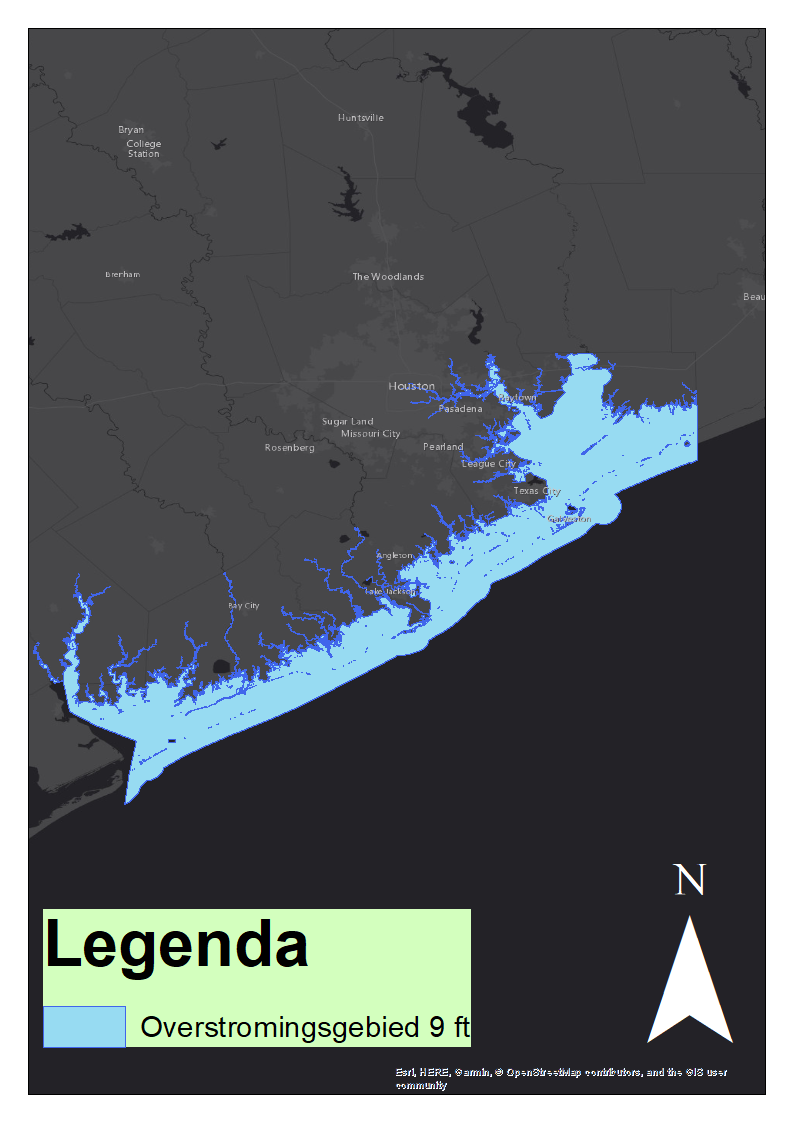 Huntsville
Bryan
College
Station
Brenham
The Woodlands
Beau
Houston
Baytown
Pasadena
Sugar Land
Missouri City
Rosenberg
Pearland
League City
Texas City
Galveston
Angleton
Lake Jackson
Bay City
N
Legenda
Overstromingsgebied 9 ft
Esri, HERE, Garmin, © OpenStreetMap contributors, and the GIS user
community